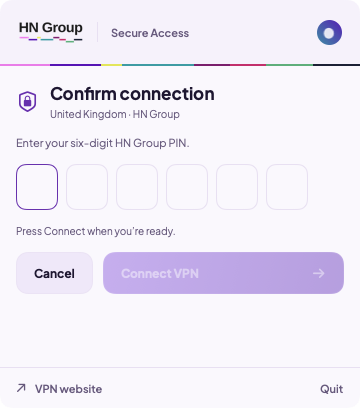 HN Group
Secure Access
Confirm connection
United Kingdom · HN Group
Enter your six-digit HN Group PIN.
Press Connect when you're ready.
Cancel
Connect VPN
VPN website
Quit